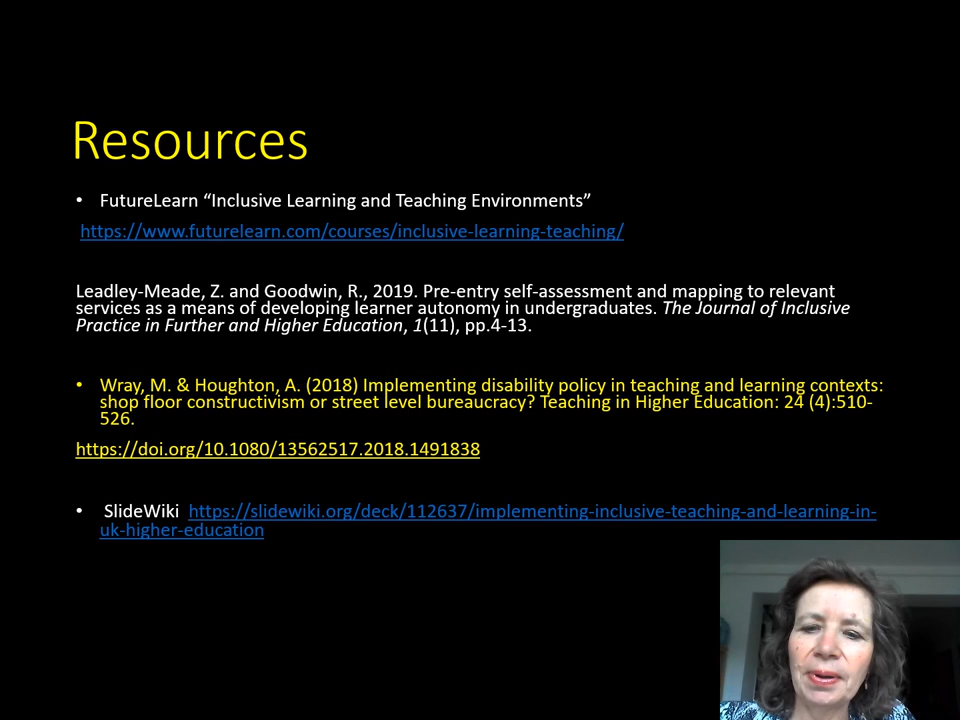 Resources
• FutureLearn “Inclusive Learning and Teaching Environments”
https://www.futurelearn.com/courses/inclusive-learning-teaching/
Leadley-Meade, Z. and Goodwin, R., 2019. Pre-entry self-assessment and mapping to relevant
services as a means of developing learner autonomy in undergraduates. The Journal of Inclusive
Practice in Further and Higher Education, 1(11), pp.4-13.
• Wray, M. & Houghton, A. (2018) Implementing disability policy in teaching and learning contexts:
shop floor constructivism or street level bureaucracy? Teaching in Higher Education: 24 (4):510-
526.
https://doi.org/10.1080/13562517.2018.1491838
• SlideWiki https://slidewiki.org/deck/112637/implementing-inclusive-teaching-and-learning-in-
uk-higher-education